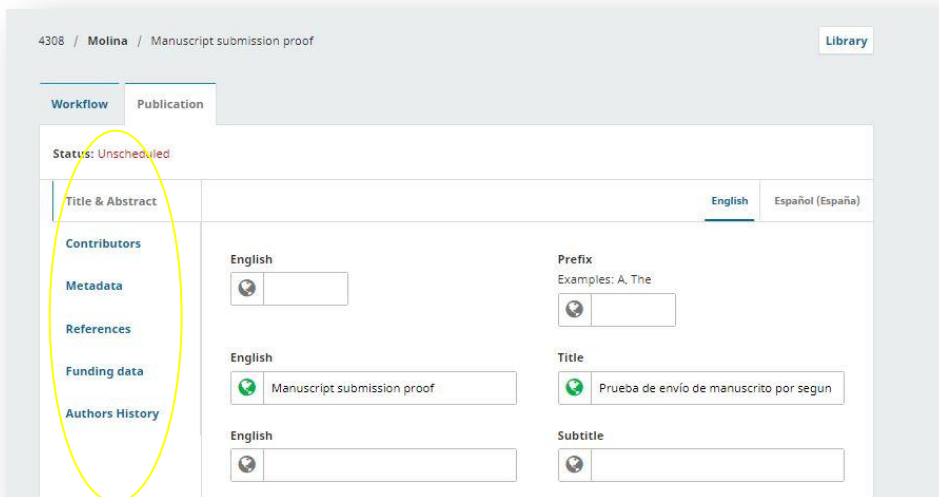 4308 / Molina / Manuscript submission proof
Library
Workflow
Publication
Status: Unscheduled
Title & Abstract
English
Español (España)
Contributors
Metadata
References
Funding data
Authors History
English
Prefix
Examples: A, The
English
Title
Manuscript submission proof
Prueba de envío de manuscrito por segun
English
Subtitle